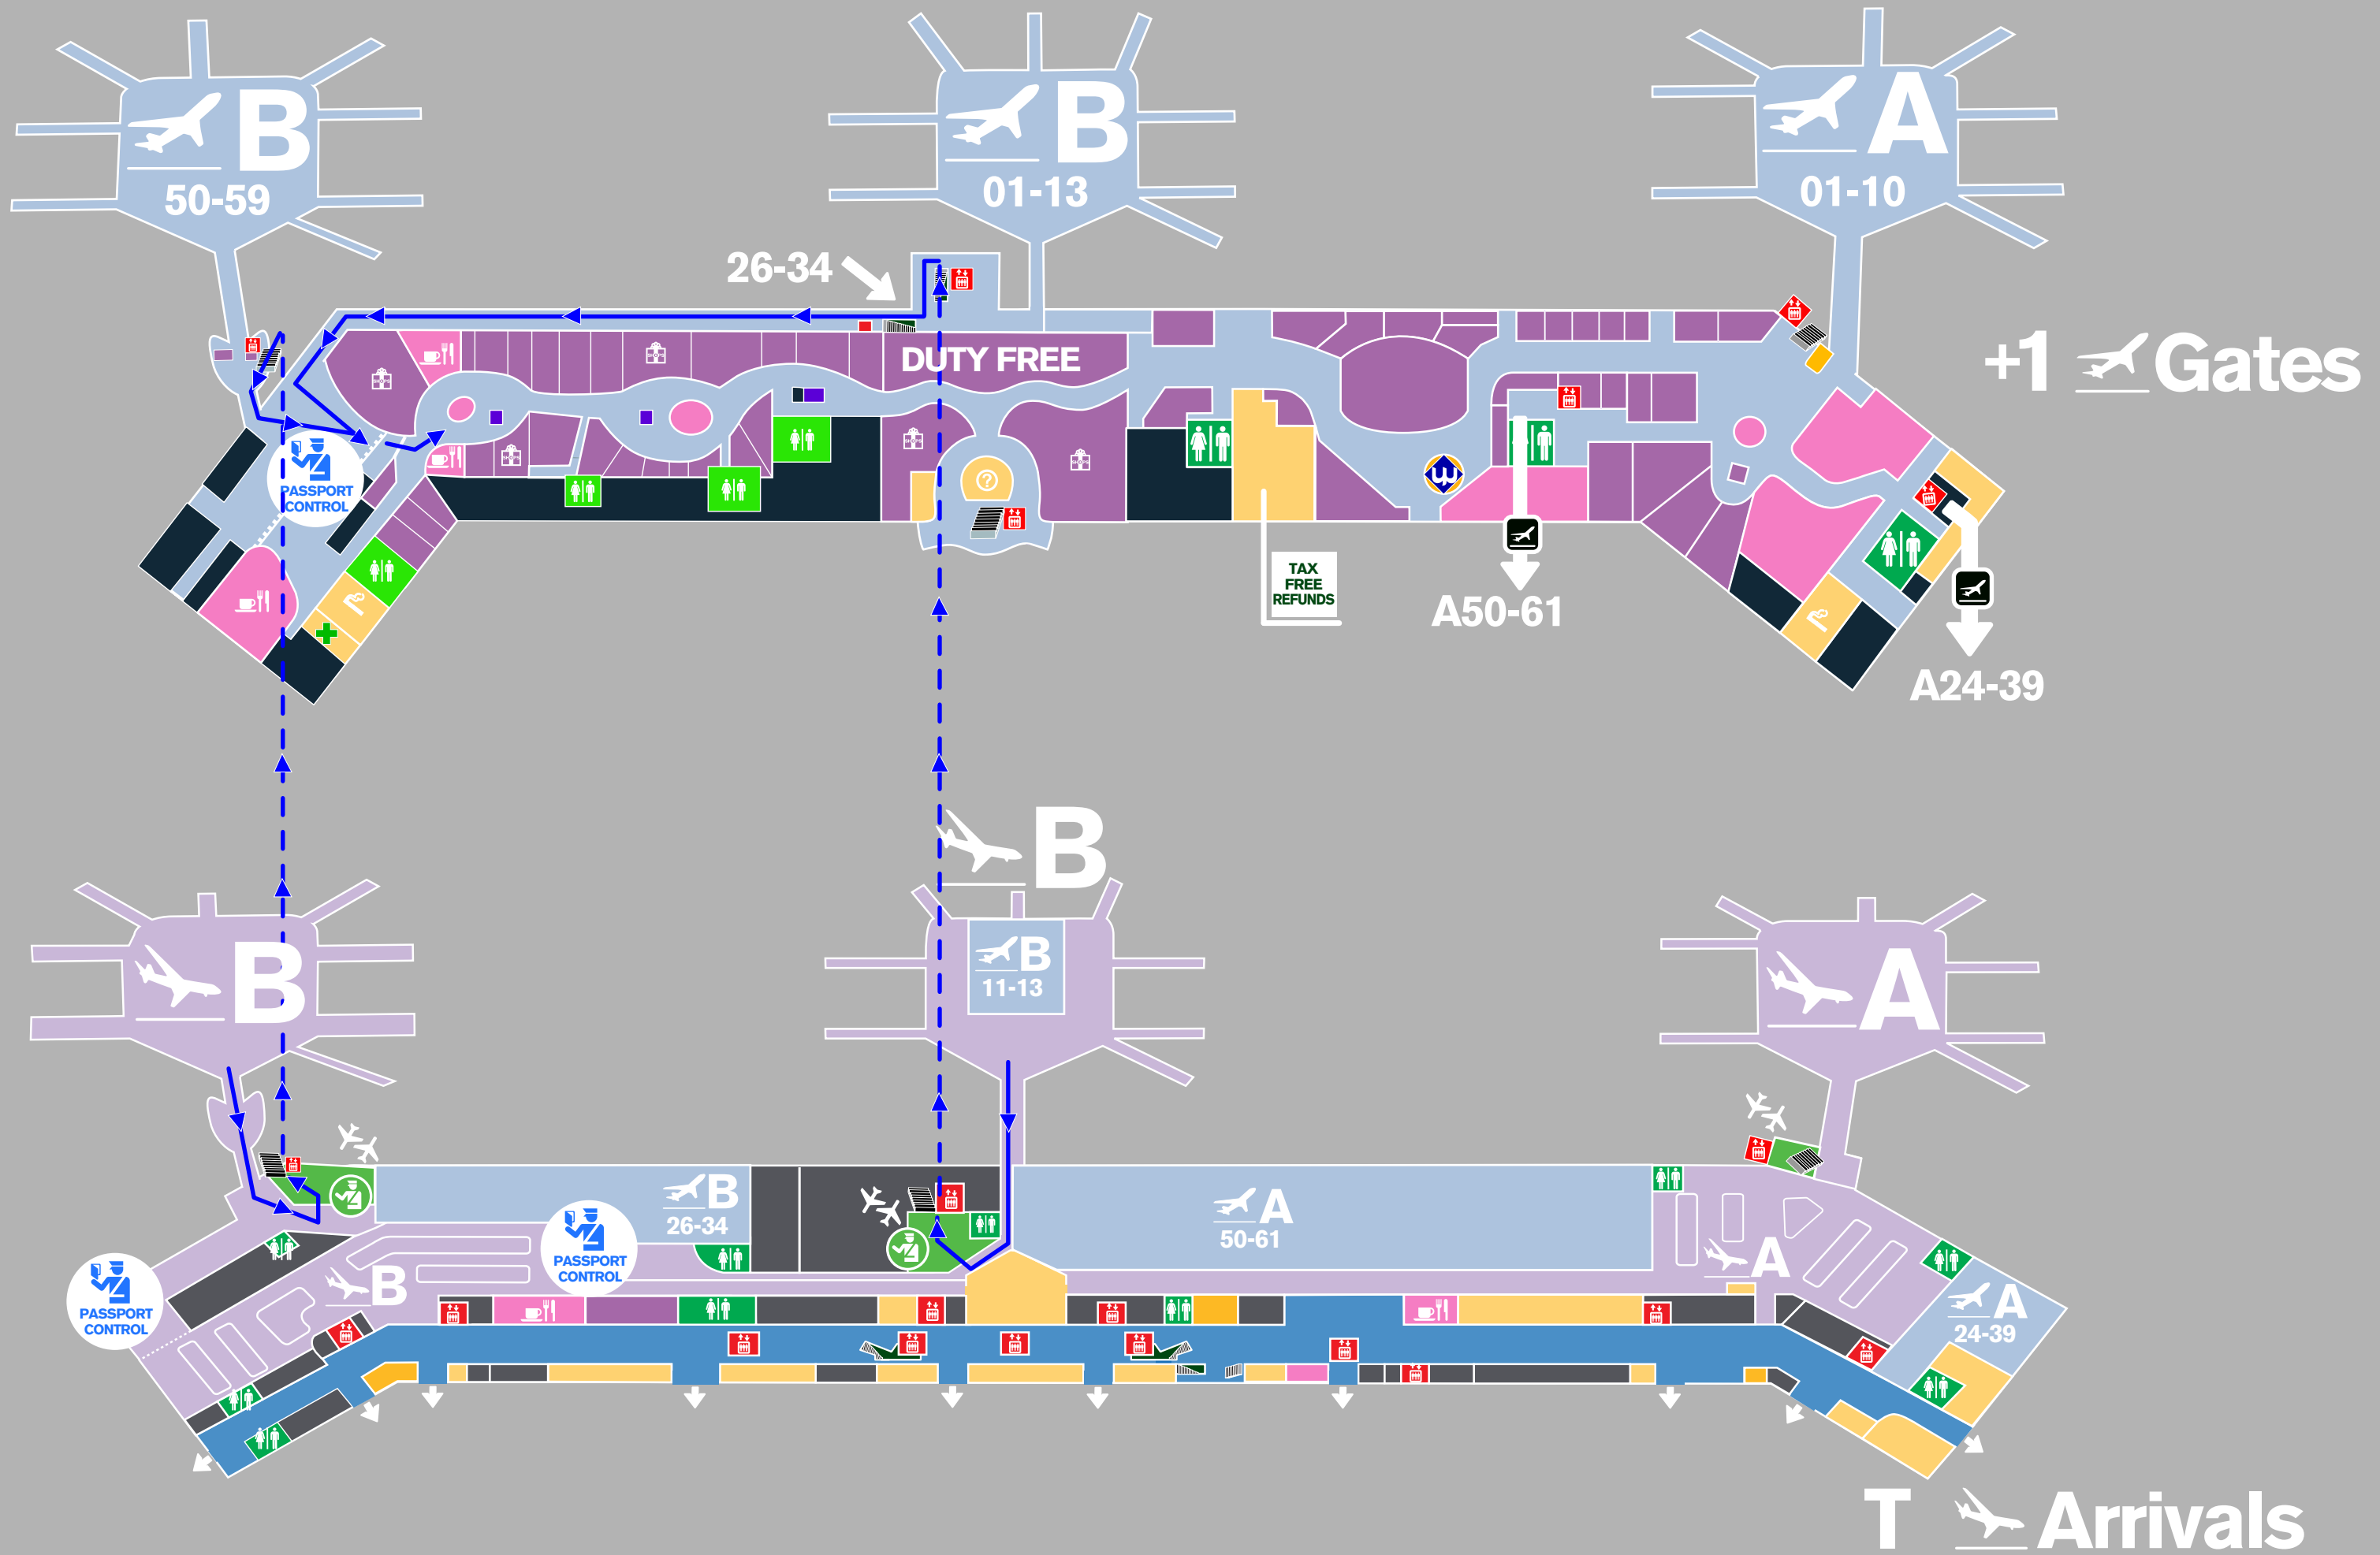 B
50-59
B
01-13
A
01-10
26-34
+1 Gates
DUTY FREE
?
PASSPORT
CONTROL
TAX
FREE
REFUNDS
A50-61
A24-39
B
B
B
11-13
A
B
26-34
A
50-61
PASSPORT
CONTROL
PASSPORT
CONTROL
B
A
A
24-39
T Arrivals